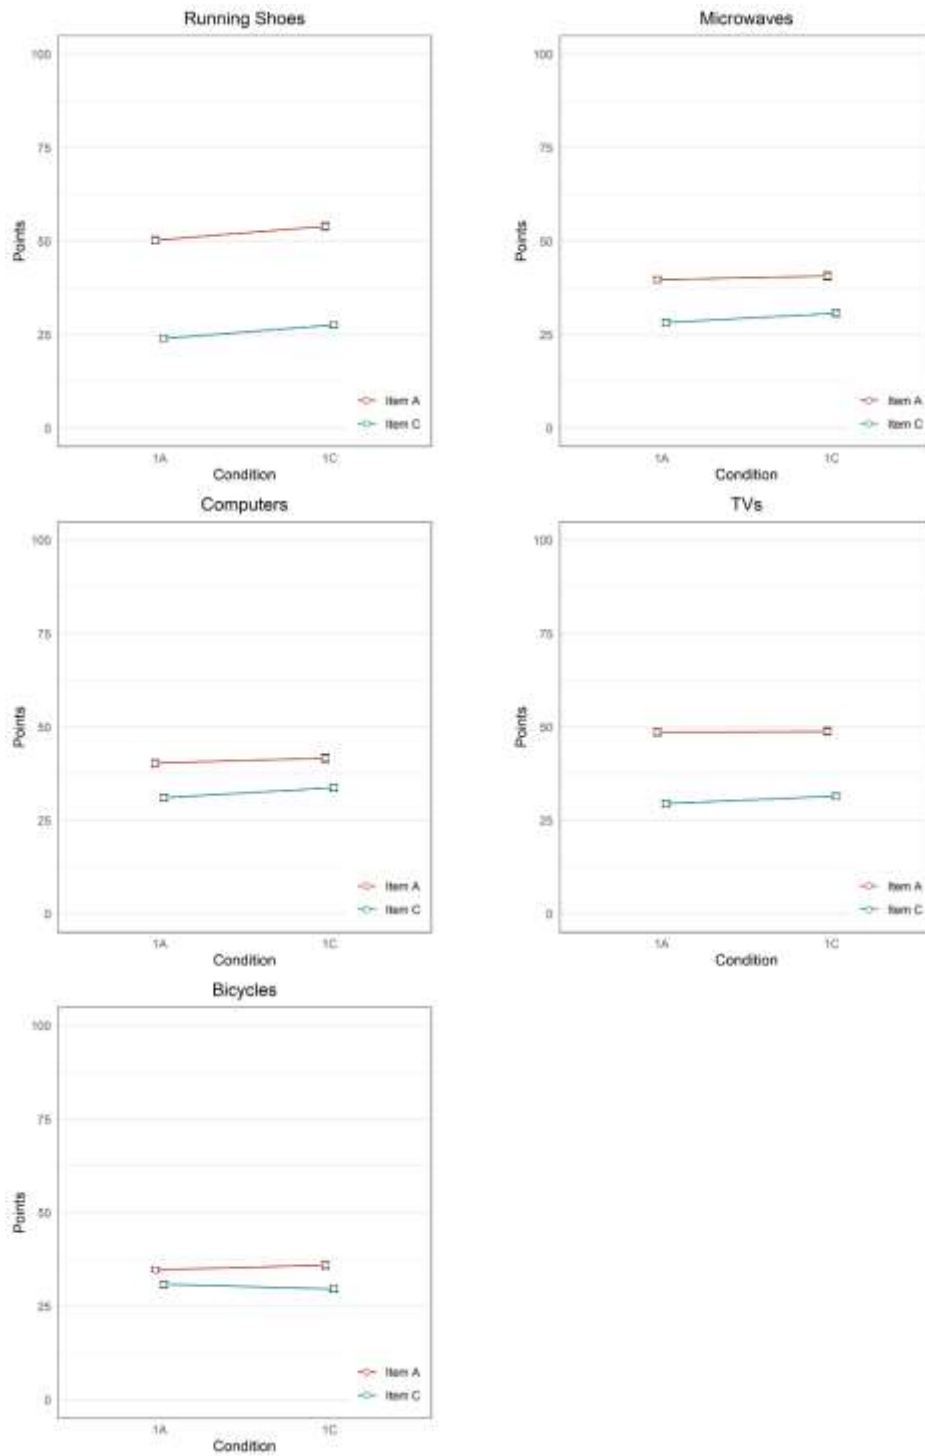 Running Shoes
100
75
50
25
0
Points
1A 1C
Condition
Item A
Item C
Microwaves
100
75
50
25
0
Points
1A 1C
Condition
Item A
Item C
Computers
100
75
50
25
0
Points
1A 1C
Condition
Item A
Item C
TVs
100
75
50
25
0
Points
1A 1C
Condition
Item A
Item C
Bicycles
100
75
50
25
0
Points
1A 1C
Condition
Item A
Item C